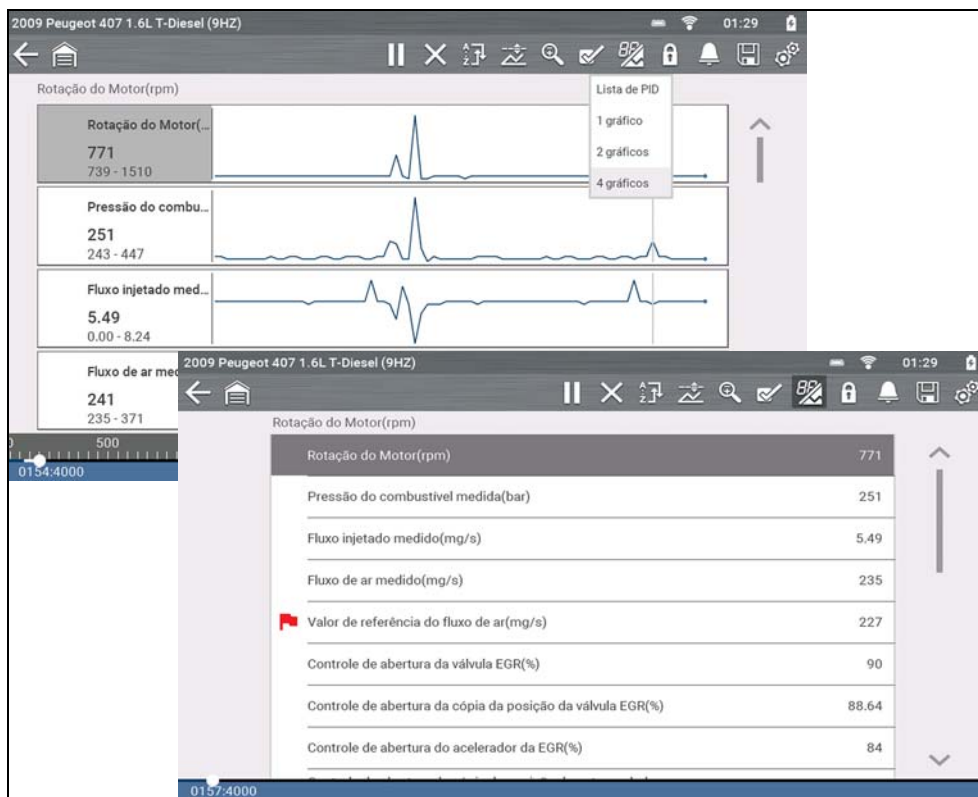 2009 Peugeot 407 1.6L T-Diesel (9HZ) 01:29
Rotação do Motor(rpm)
Lista de PID
1 gráfico
2 gráficos
4 gráficos
Rotação do Motor(...
771
739 - 1510
Pressão do combu...
251
243 - 447
Fluxo injetado med...
5.49
0.00 - 8.24
Fluxo de ar med
241
235 - 371
500
0154:4000
2009 Peugeot 407 1.6L T-Diesel (9HZ) 01:29
Rotação do Motor(rpm)
Rotação do Motor(rpm) 771
Pressão do combustível medida(bar) 251
Fluxo injetado medido(mg/s) 5.49
Fluxo de ar medido(mg/s) 235
Valor de referência do fluxo de ar(mg/s) 227
Controle de abertura da válvula EGR(%) 90
Controle de abertura da cópia da posição da válvula EGR(%) 88.64
Controle de abertura do acelerador da EGR(%) 84
0157:4000